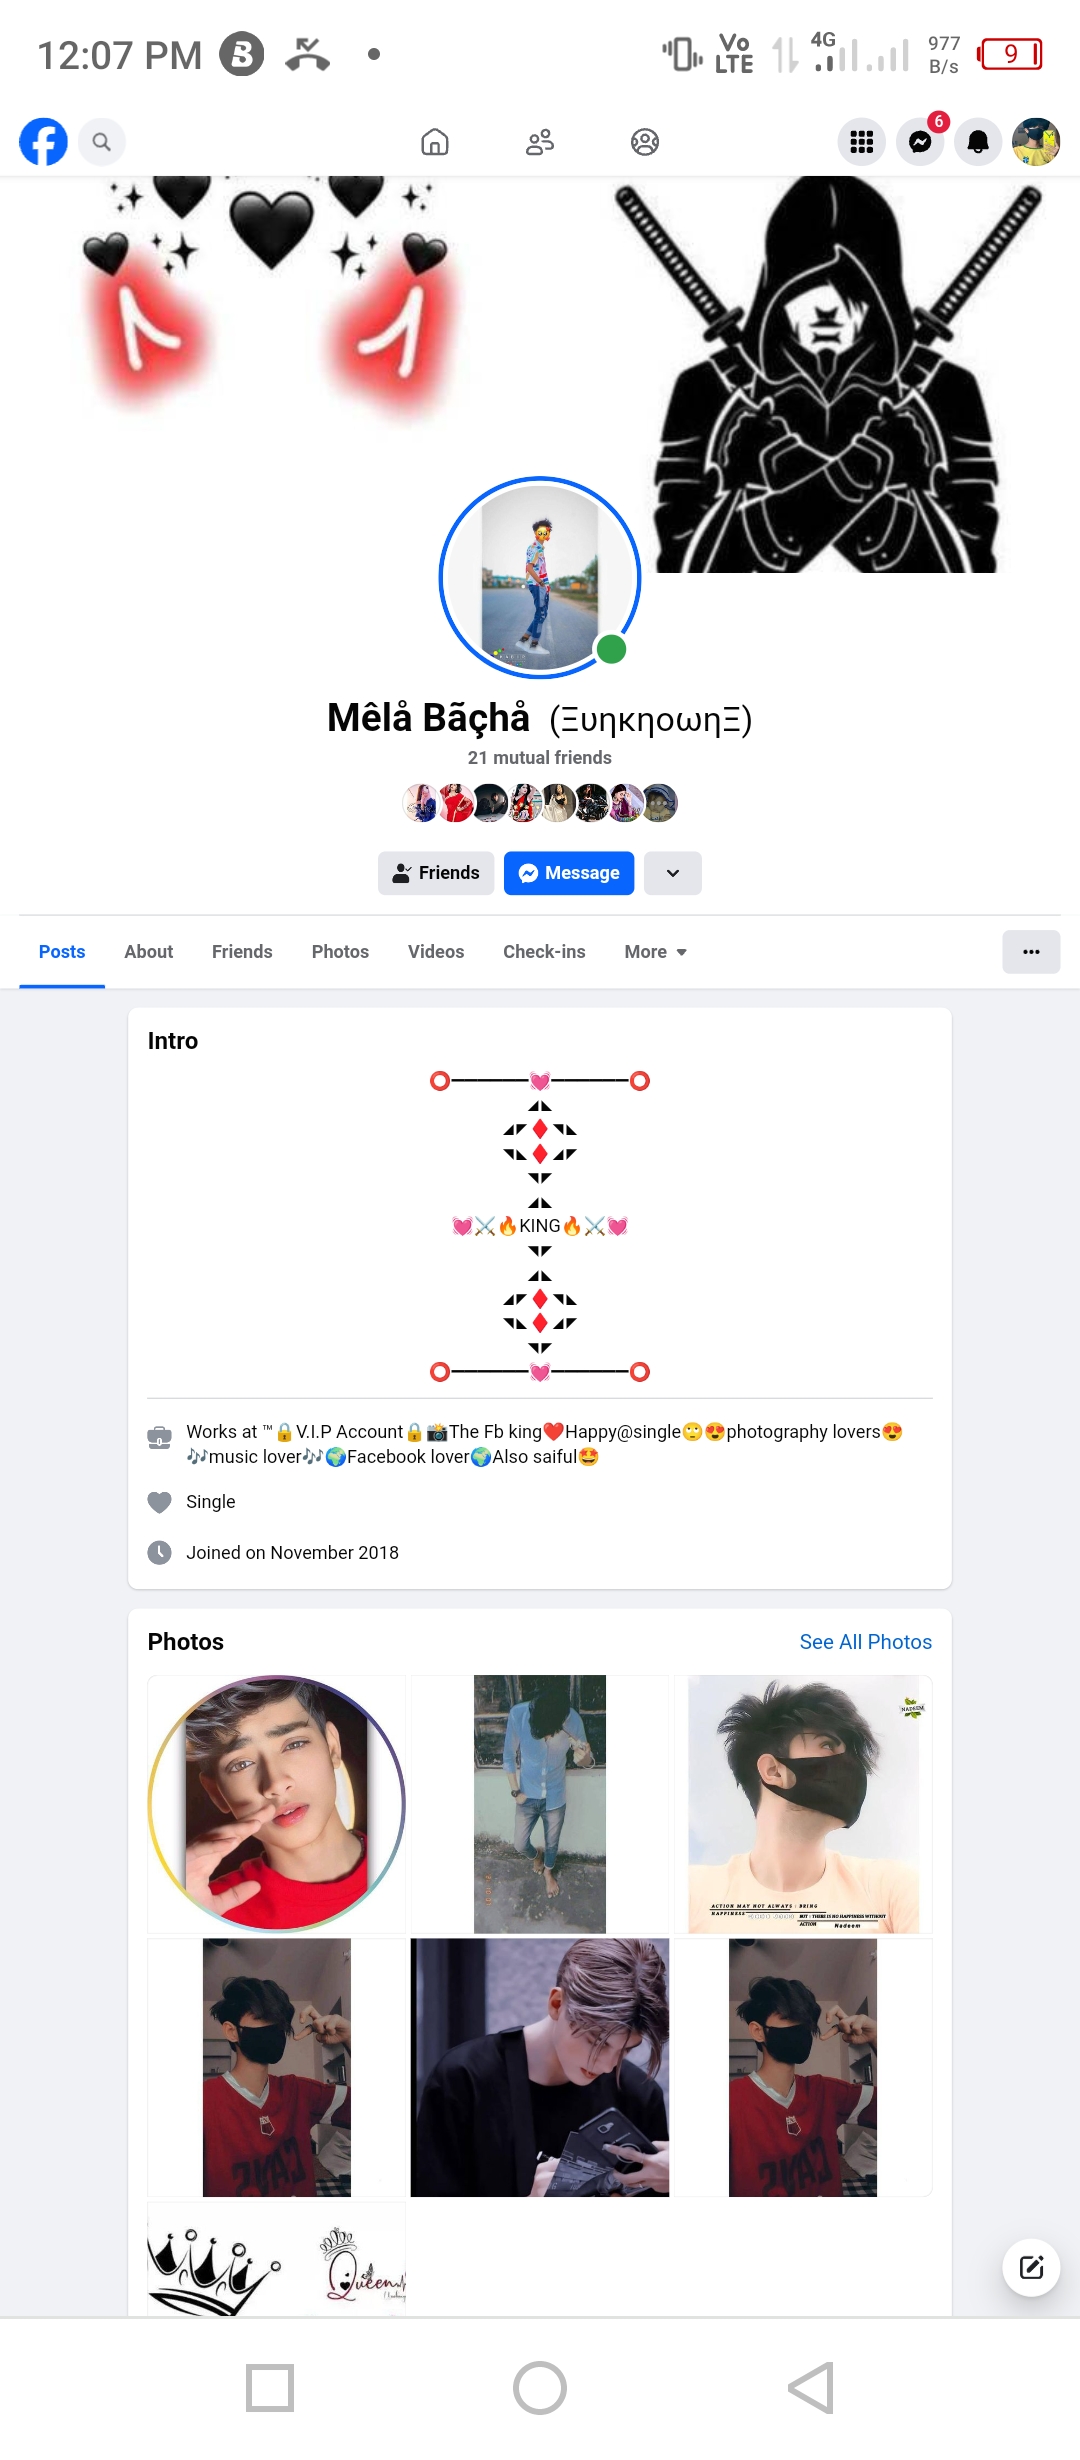 12:07 PM
Vo
LTE
4G
977
B/s
9
6
Mêlå Bãçhå (ΞυηκηοωηΞ)
21 mutual friends
Friends
Message
Posts
About
Friends
Photos
Videos
Check-ins
More
Intro
⭕━━━━━━💓━━━━━━⭕
◢◣
◢◤♦️◥◣
◥◣♦️◢◤
◥◤
◢◣
💓⚔️🔥KING🔥⚔️💓
◥◤
◢◣
◢◤♦️◥◣
◥◣♦️◢◤
◥◤
⭕━━━━━━💓━━━━━━⭕
Works at ™🔒V.I.P Account🔒📸The Fb king❤️Happy@single🙄😍photography lovers😍
🎶music lover🎶🌍Facebook lover🌍Also saiful🤩
Single
Joined on November 2018
Photos
See All Photos
NADEEM
ACTION MAY NOT ALWAYS : BRING
HAPPINESS
BUT : THERE IS NO HAPPINESS WITHOUT
ACTION
Nadeem
Queen